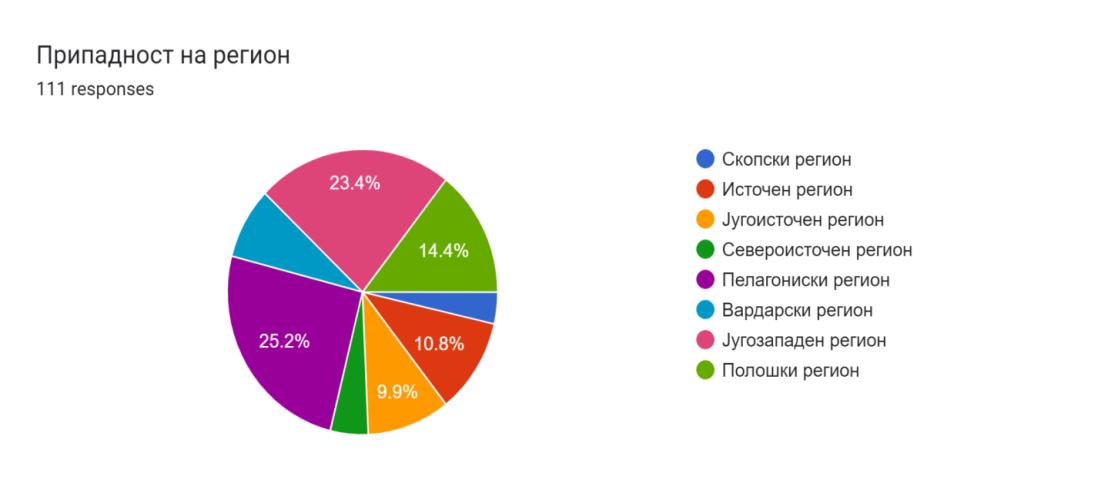 Припадност на регион
111 responses
23.4%
14.4%
25.2%
10.8%
9.9%
Скопски регион
Источен регион
Југоисточен регион
Североисточен регион
Пелагониски регион
Вардарски регион
Југозападен регион
Полошки регион